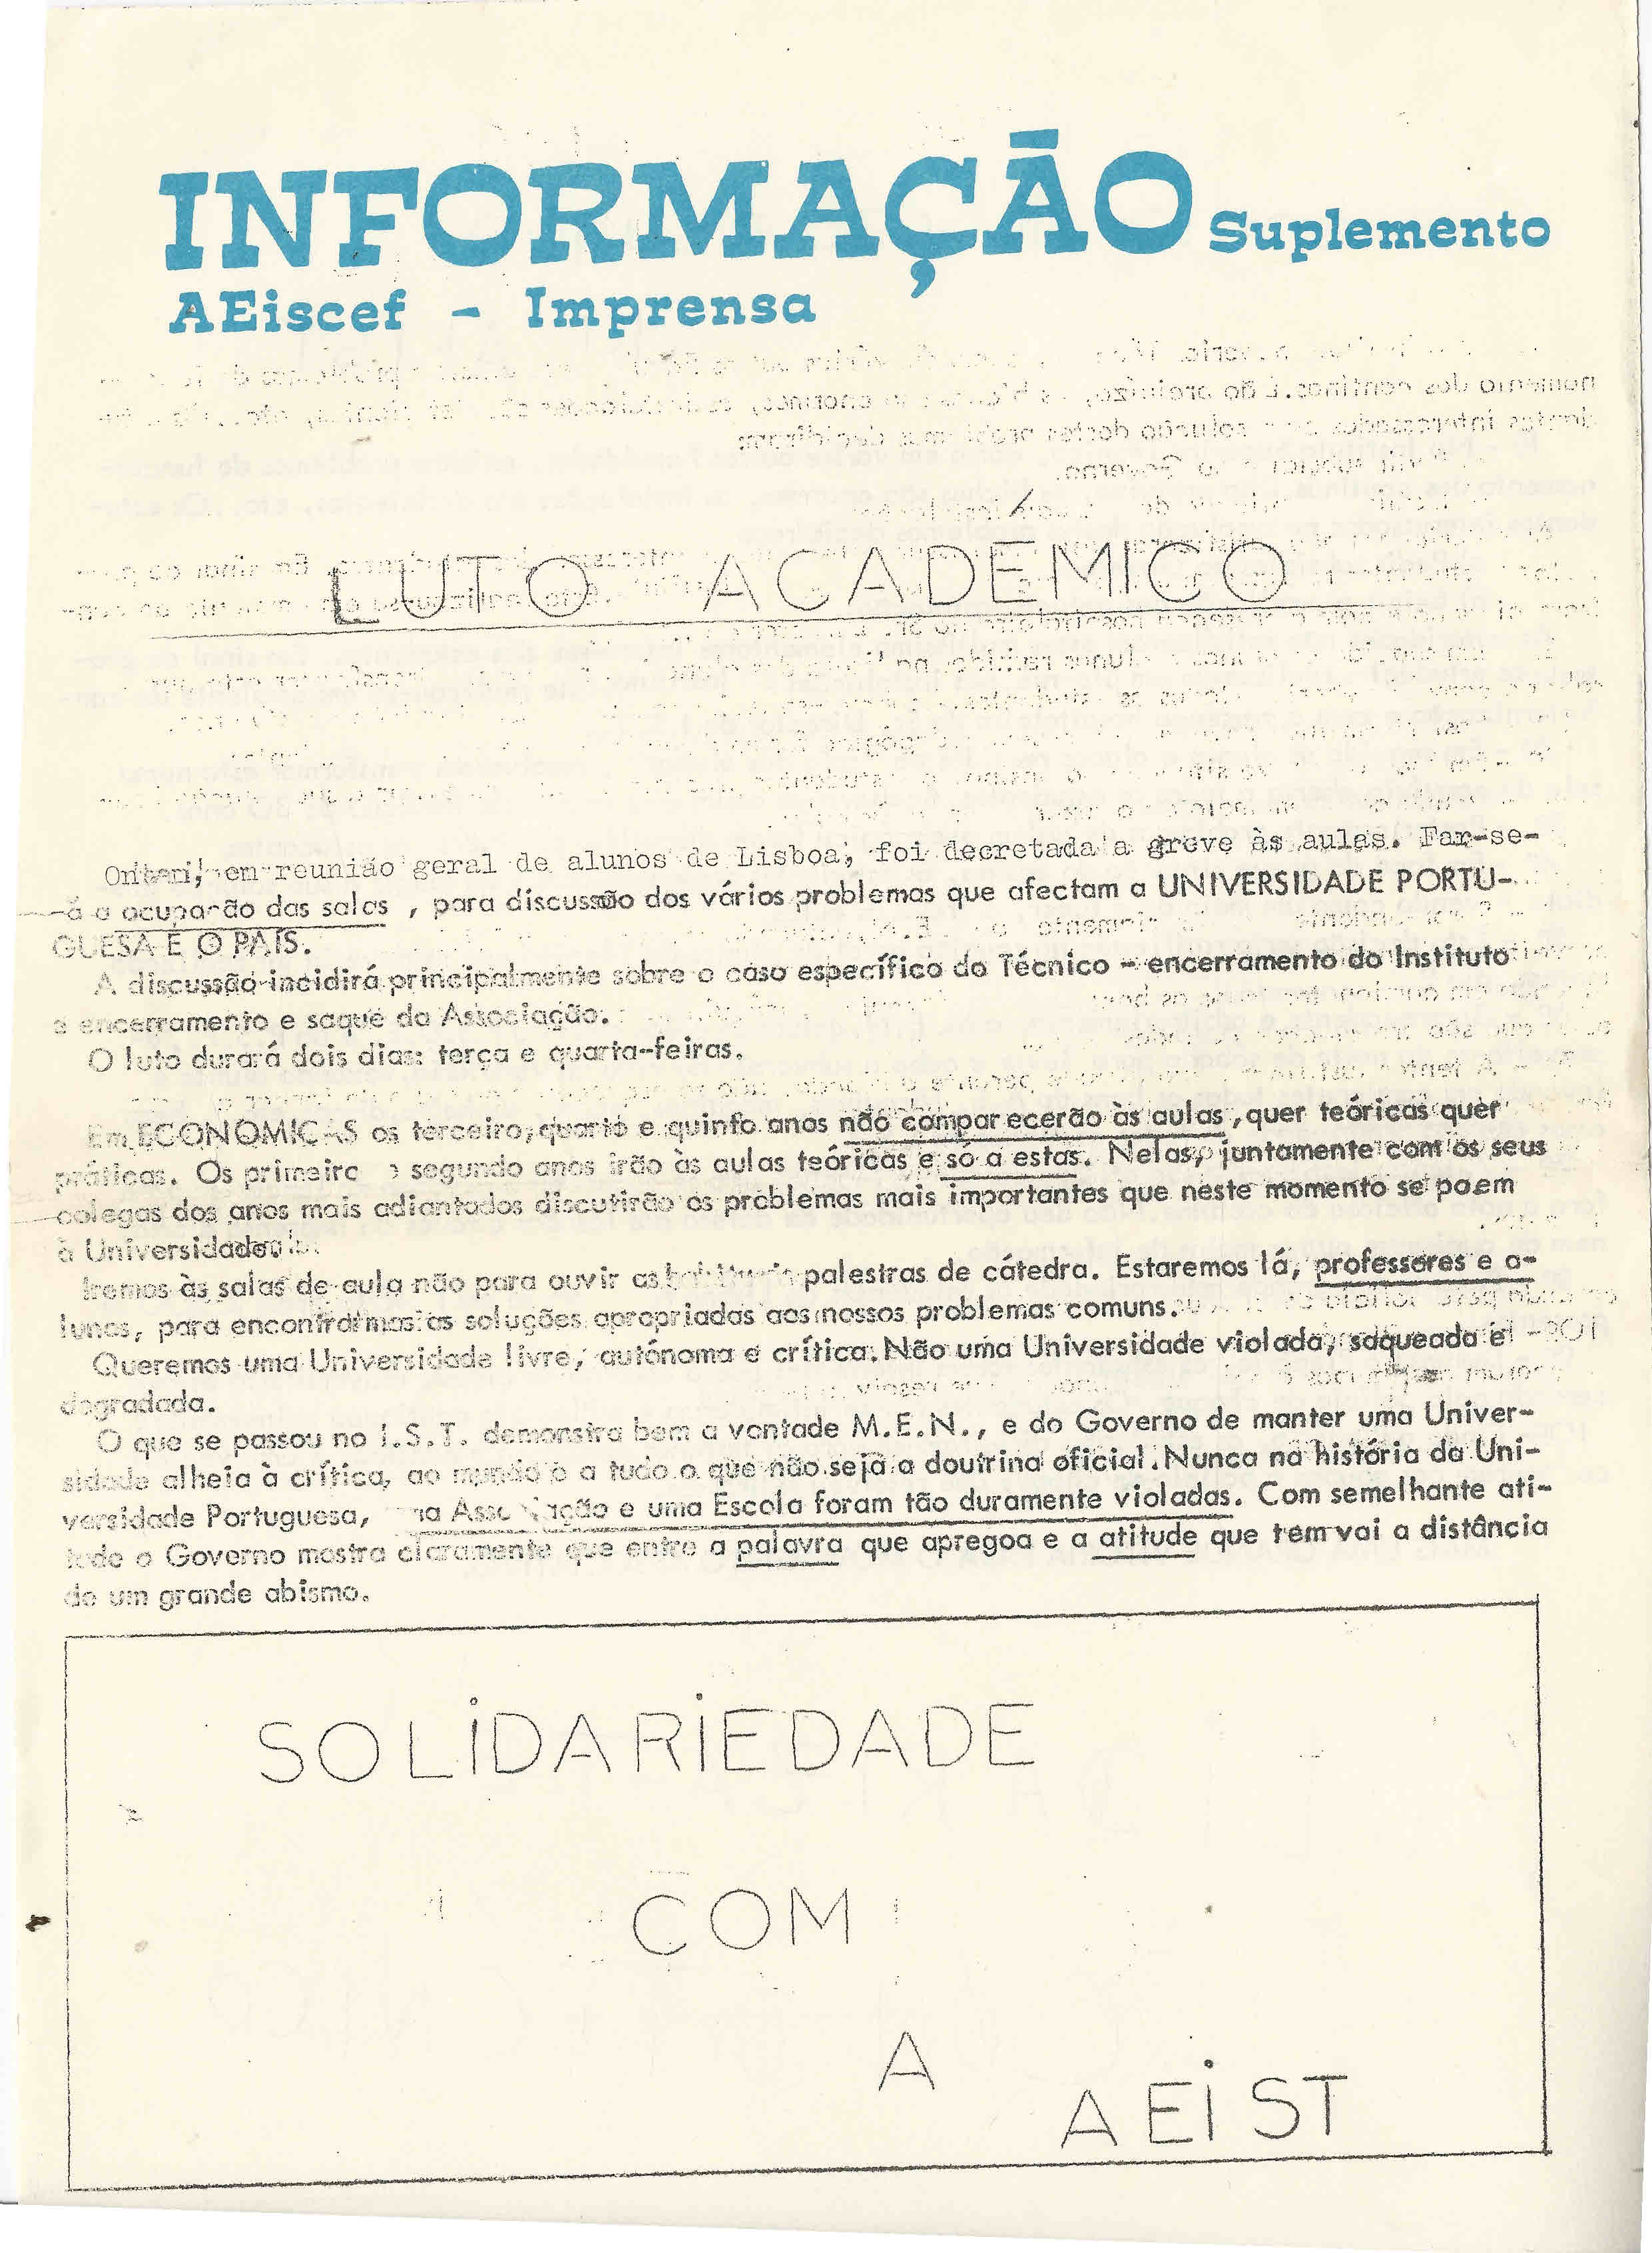 INFORMAÇÃO Suplemento
AEiscef - Imprensa
LUTO ACADÉMICO
Ontem, em reunião geral de alunos de Lisboa, foi decretada a greve às aulas. Far-se-
-á a ocupação das salas , para discussão dos vários problemas que afectam a UNIVERSIDADE PORTU-
GUESA E O PAÍS.
A discussão incidirá principalmente sobre o caso específico do Técnico - encerramento do Instituto
e encerramento e saque da Associação.
O luto durará dois dias: terça e quarta-feiras.
Em ECONOMICAS os terceiro, quarto e quinto anos não comparecerão às aulas , quer teóricas quer
práticas. Os primeiro e segundo anos irão às aulas teóricas e só a estas. Nelas, juntamente com os seus
colegas dos anos mais adiantados discutirão os problemas mais importantes que neste momento se poem
à Universidade.
Iremos às salas de aula não para ouvir as habituais palestras de cátedra. Estaremos lá, professores e a-
lunos, para encontrarmos as soluções apropriadas aos nossos problemas comuns.
Queremos uma Universidade livre, autónoma e crítica. Não uma Universidade violada, saqueada e
degradada.
O que se passou no I.S.T. demonstra bem a vontade M.E.N., e do Governo de manter uma Univer-
sidade alheia à crítica, ao mundo e a tudo o que não seja a doutrina oficial. Nunca na história da Uni-
versidade Portuguesa, uma Associação e uma Escola foram tão duramente violadas. Com semelhante ati-
tude o Governo mostra claramente que entre a palavra que apregoa e a atitude que tem vai a distância
de um grande abismo.
SOLIDARIEDADE
COM
A
AEIST